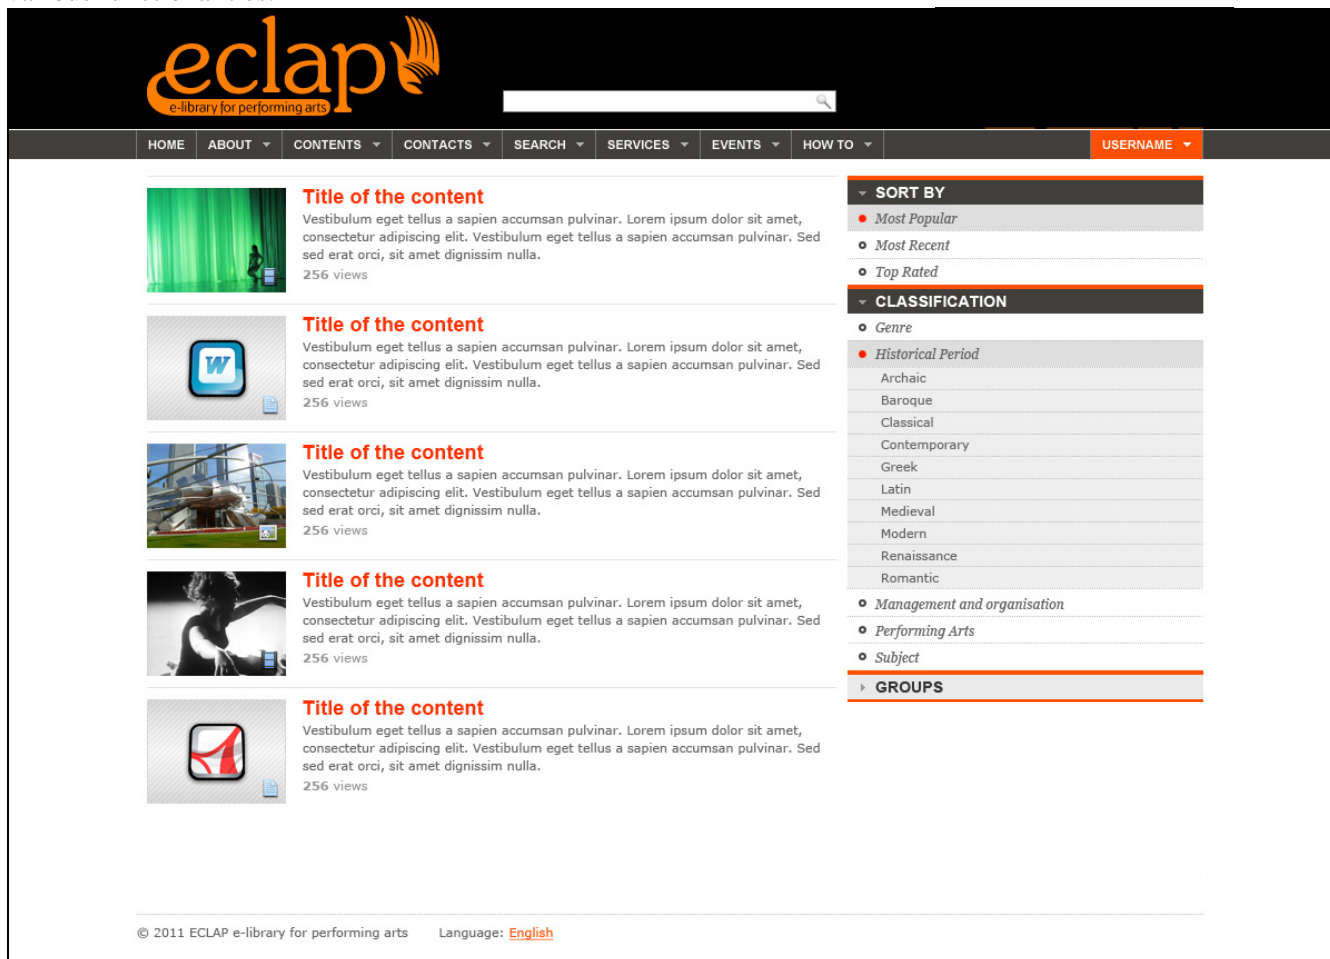 eclap
e-library for performing arts
HOME ABOUT CONTENTS CONTACTS SEARCH SERVICES EVENTS HOW TO USERNAME
Title of the content
Vestibulum eget tellus a sapien accumsan pulvinar. Lorem ipsum dolor sit amet,
consectetur adipiscing elit. Vestibulum eget tellus a sapien accumsan pulvinar. Sed
sed erat orci, sit amet dignissim nulla.
256 views
W
Title of the content
Vestibulum eget tellus a sapien accumsan pulvinar. Lorem ipsum dolor sit amet,
consectetur adipiscing elit. Vestibulum eget tellus a sapien accumsan pulvinar. Sed
sed erat orci, sit amet dignissim nulla.
256 views
Title of the content
Vestibulum eget tellus a sapien accumsan pulvinar. Lorem ipsum dolor sit amet,
consectetur adipiscing elit. Vestibulum eget tellus a sapien accumsan pulvinar. Sed
sed erat orci, sit amet dignissim nulla.
256 views
Title of the content
Vestibulum eget tellus a sapien accumsan pulvinar. Lorem ipsum dolor sit amet,
consectetur adipiscing elit. Vestibulum eget tellus a sapien accumsan pulvinar. Sed
sed erat orci, sit amet dignissim nulla.
256 views
Title of the content
Vestibulum eget tellus a sapien accumsan pulvinar. Lorem ipsum dolor sit amet,
consectetur adipiscing elit. Vestibulum eget tellus a sapien accumsan pulvinar. Sed
sed erat orci, sit amet dignissim nulla.
256 views
SORT BY
Most Popular
Most Recent
Top Rated
CLASSIFICATION
Genre
Historical Period
Archaic
Baroque
Classical
Contemporary
Greek
Latin
Medieval
Modern
Renaissance
Romantic
Management and organisation
Performing Arts
Subject
GROUPS
© 2011 ECLAP e-library for performing arts Language: English